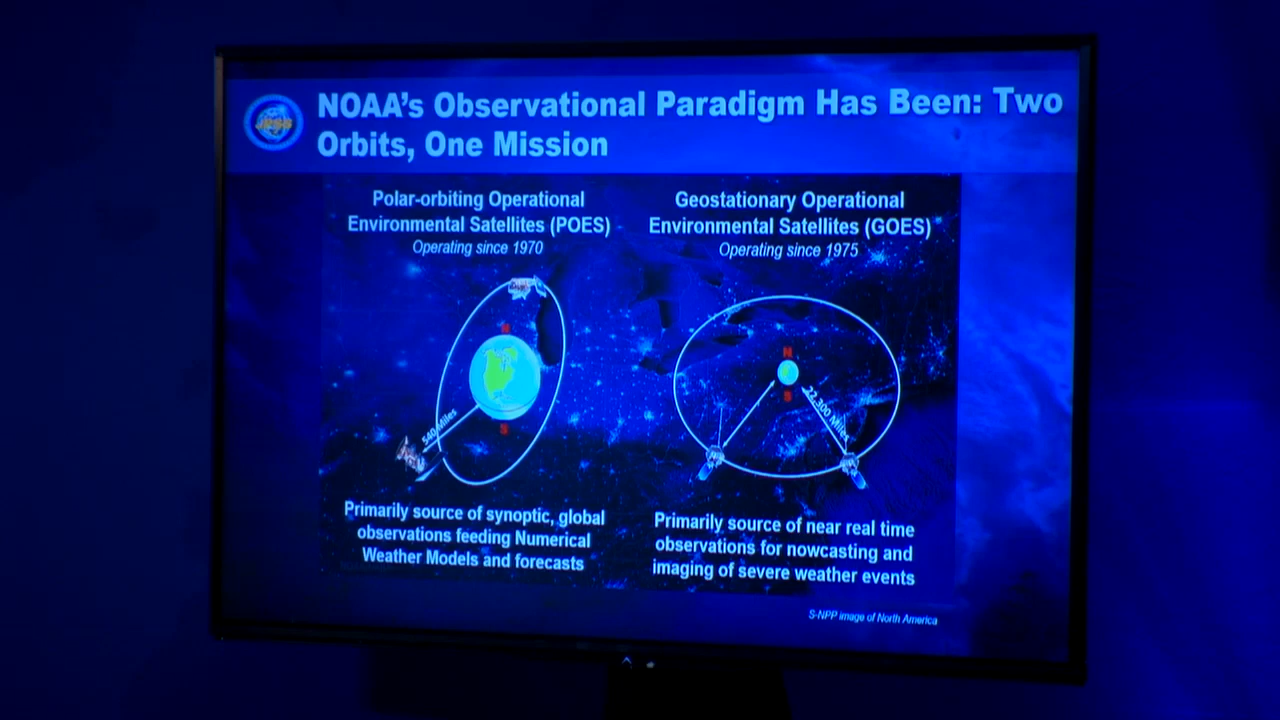 NOAA's Observational Paradigm Has Been: Two
Orbits, One Mission
JPSS
Polar-orbiting Operational
Environmental Satellites (POES)
Operating since 1970
N
S
540 Miles
Primarily source of synoptic, global
observations feeding Numerical
Weather Models and forecasts
Geostationary Operational
Environmental Satellites (GOES)
Operating since 1975
N
S
22,300 Miles
Primarily source of near real time
observations for nowcasting and
imaging of severe weather events
S-NPP image of North America